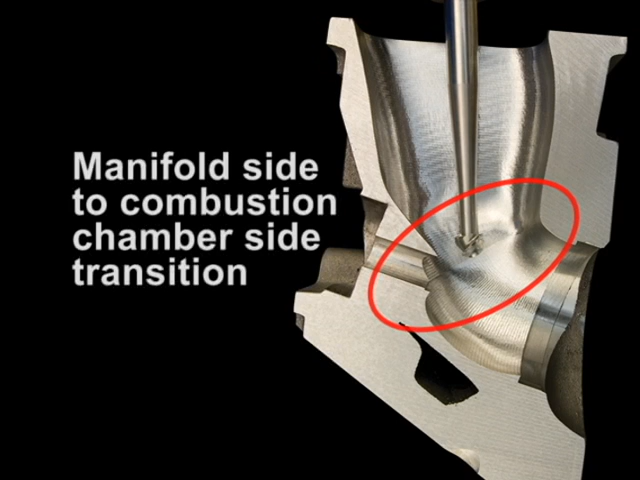 Manifold side
to combustion
chamber side
transition